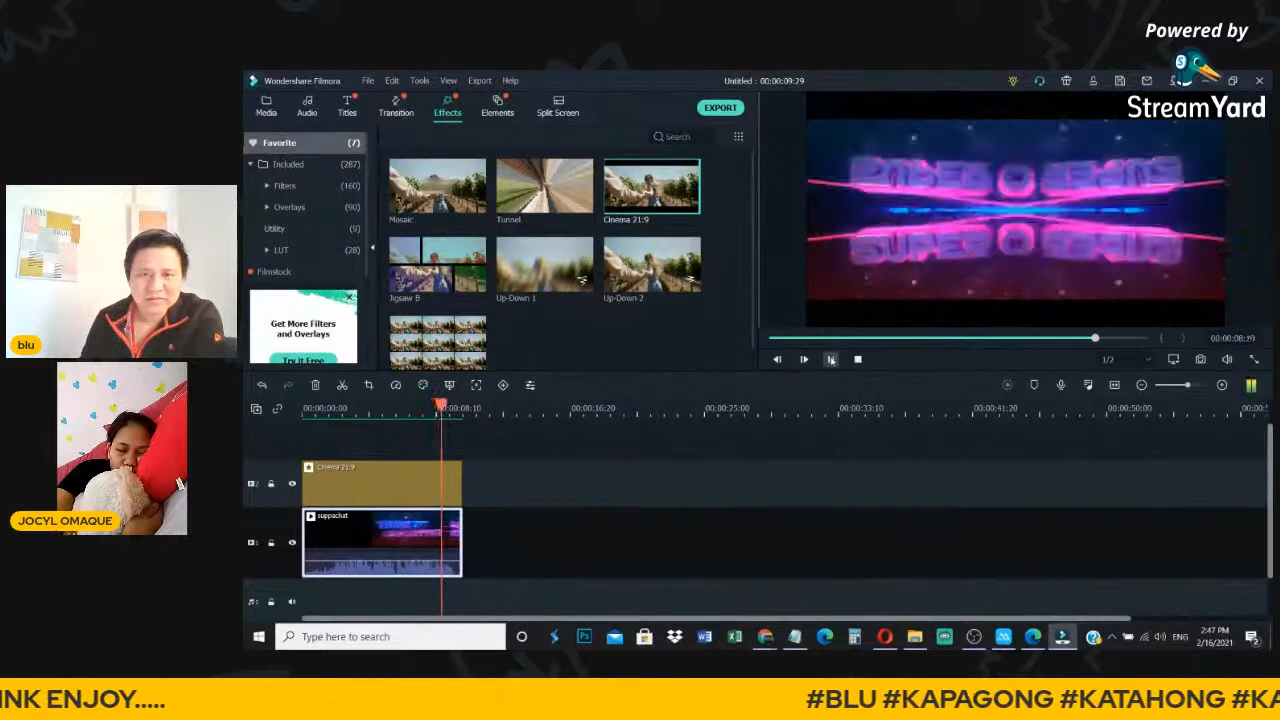 Powered by
StreamYard
Wondershare Filmora
File Edit Tools View Export Help
Untitled : 00:00:09:29
Media Audio Titles Transition Effects Elements Split Screen
EXPORT
Favorite (7)
Search
Included (287)
Filters (160)
Overlays (90)
Utility (9)
LUT (28)
Filmstock
Get More Filters
and Overlays
Try it Free
Mosaic Tunnel Cinema 21:9
Jigsaw B Up-Down 1 Up-Down 2
00:00:08:29
1/2
00:00:00:00 00:00:08:10 00:00:16:20 00:00:25:00 00:00:33:10 00:00:41:20 00:00:50:00
Cinema 21:9
suppachat
blu
JOCYL OMAQUE
Type here to search
ENG
2:47 PM
2/16/2021
INK ENJOY.....
#BLU #KAPAGONG #KATAHONG